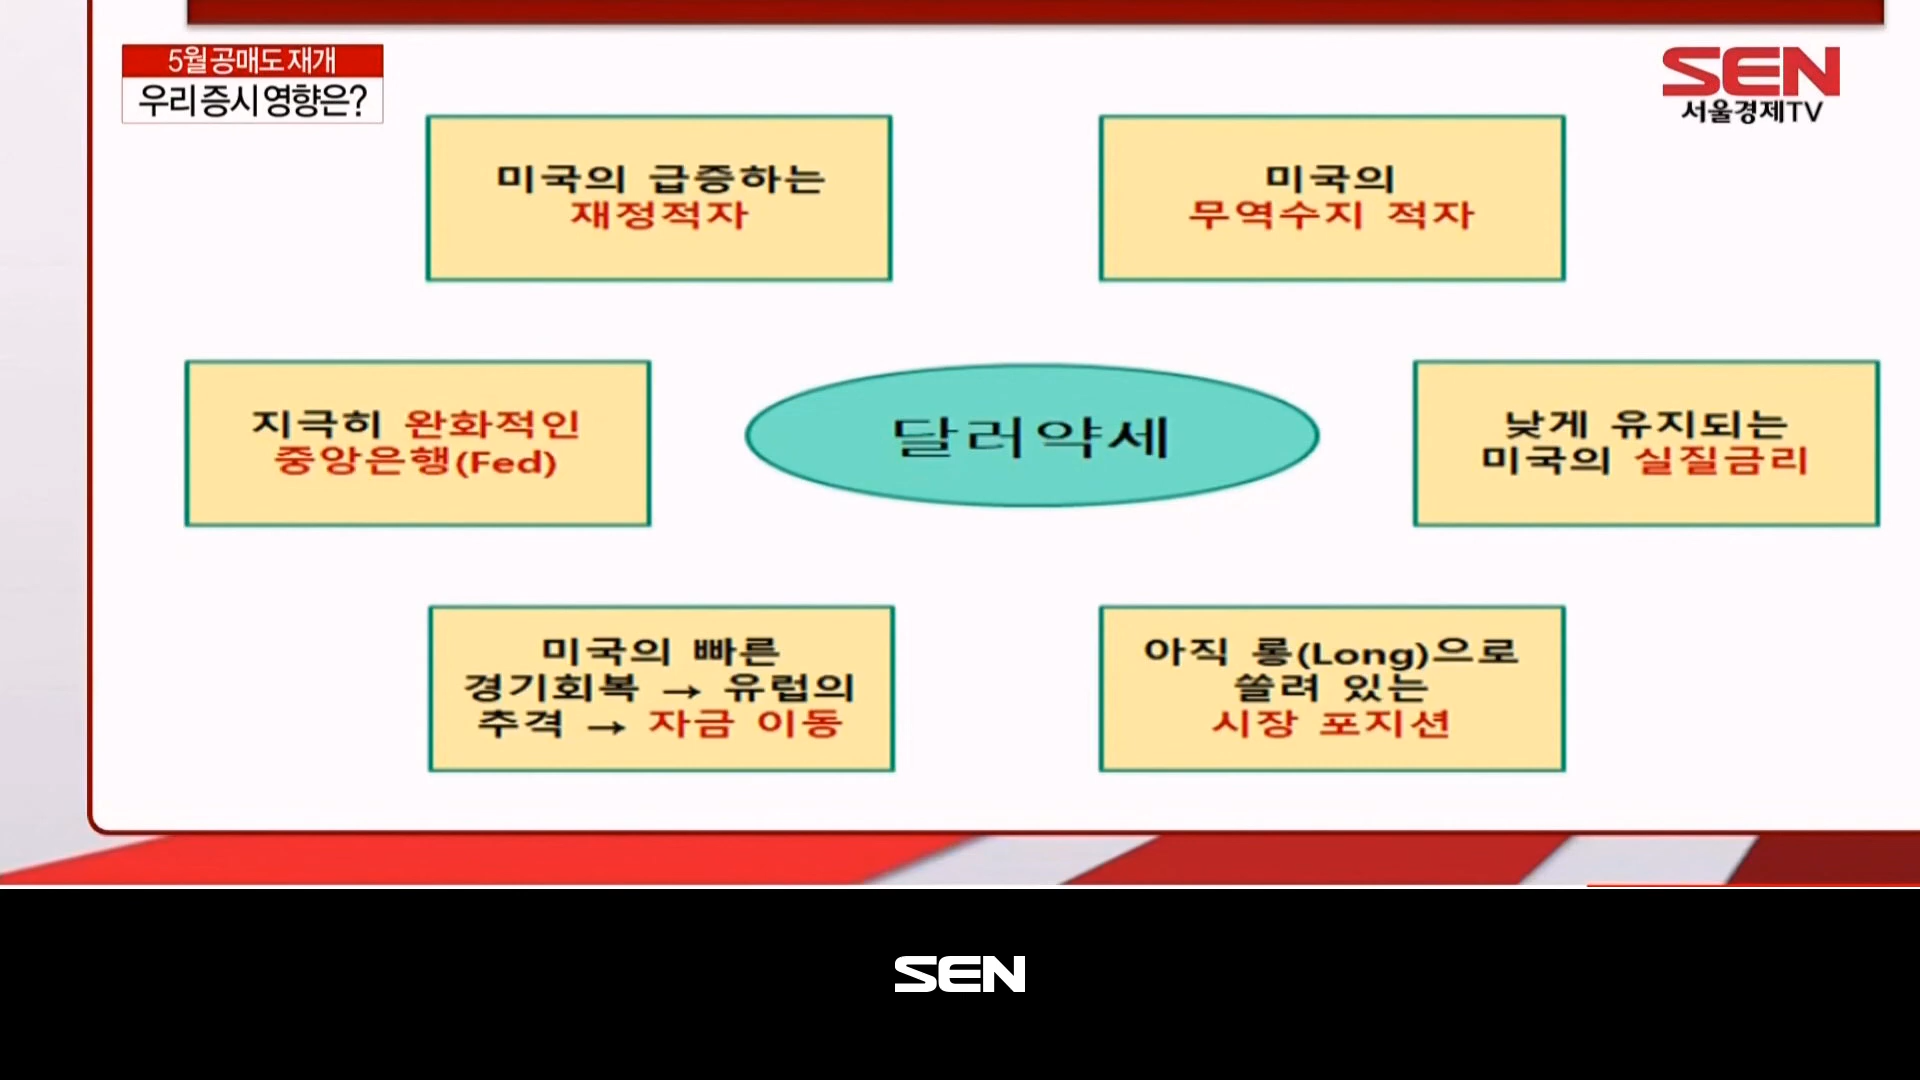 5월 공매도 재개
우리 증시 영향은?
SEN
서울경제TV
미국의 급증하는
재정적자
미국의
무역수지 적자
지극히 완화적인
중앙은행(Fed)
달러약세
낮게 유지되는
미국의 실질금리
미국의 빠른
경기회복 → 유럽의
추격 → 자금 이동
아직 롱(Long)으로
쏠려 있는
시장 포지션
SEN